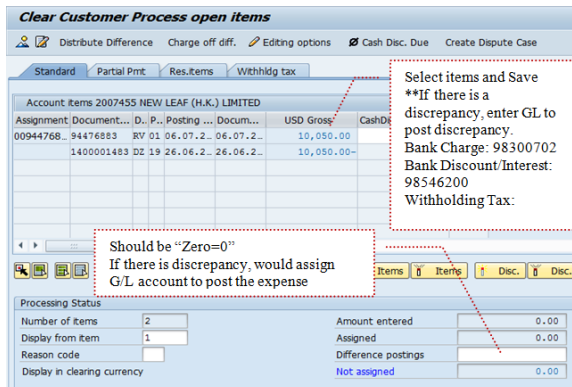 Clear Customer Process open items
Distribute Difference Charge off diff. Editing options Cash Disc. Due Create Dispute Case
Standard Partial Pmt Res.items Withhldg tax
Select items and Save
**If there is a
discrepancy, enter GL to
post discrepancy.
Bank Charge: 98300702
Bank Discount/Interest:
98546200
Withholding Tax:
Account items 2007455 NEW LEAF (H.K.) LIMITED
Assignment Document... D.. P.. Posting ... Docum... USD Gross CashDi
00944768.. 94476883 RV 01 06.07.2.. 06.07.2.. 10,050.00
1400001483 DZ 19 26.06.2.. 26.06.2.. 10,050.00-
Should be “Zero=0”
If there is discrepancy, would assign
G/L account to post the expense
Items Items Disc. Disc.
Processing Status
Number of items 2 Amount entered 0.00
Display from item 1 Assigned 0.00
Reason code Difference postings
Display in clearing currency Not assigned 0.00